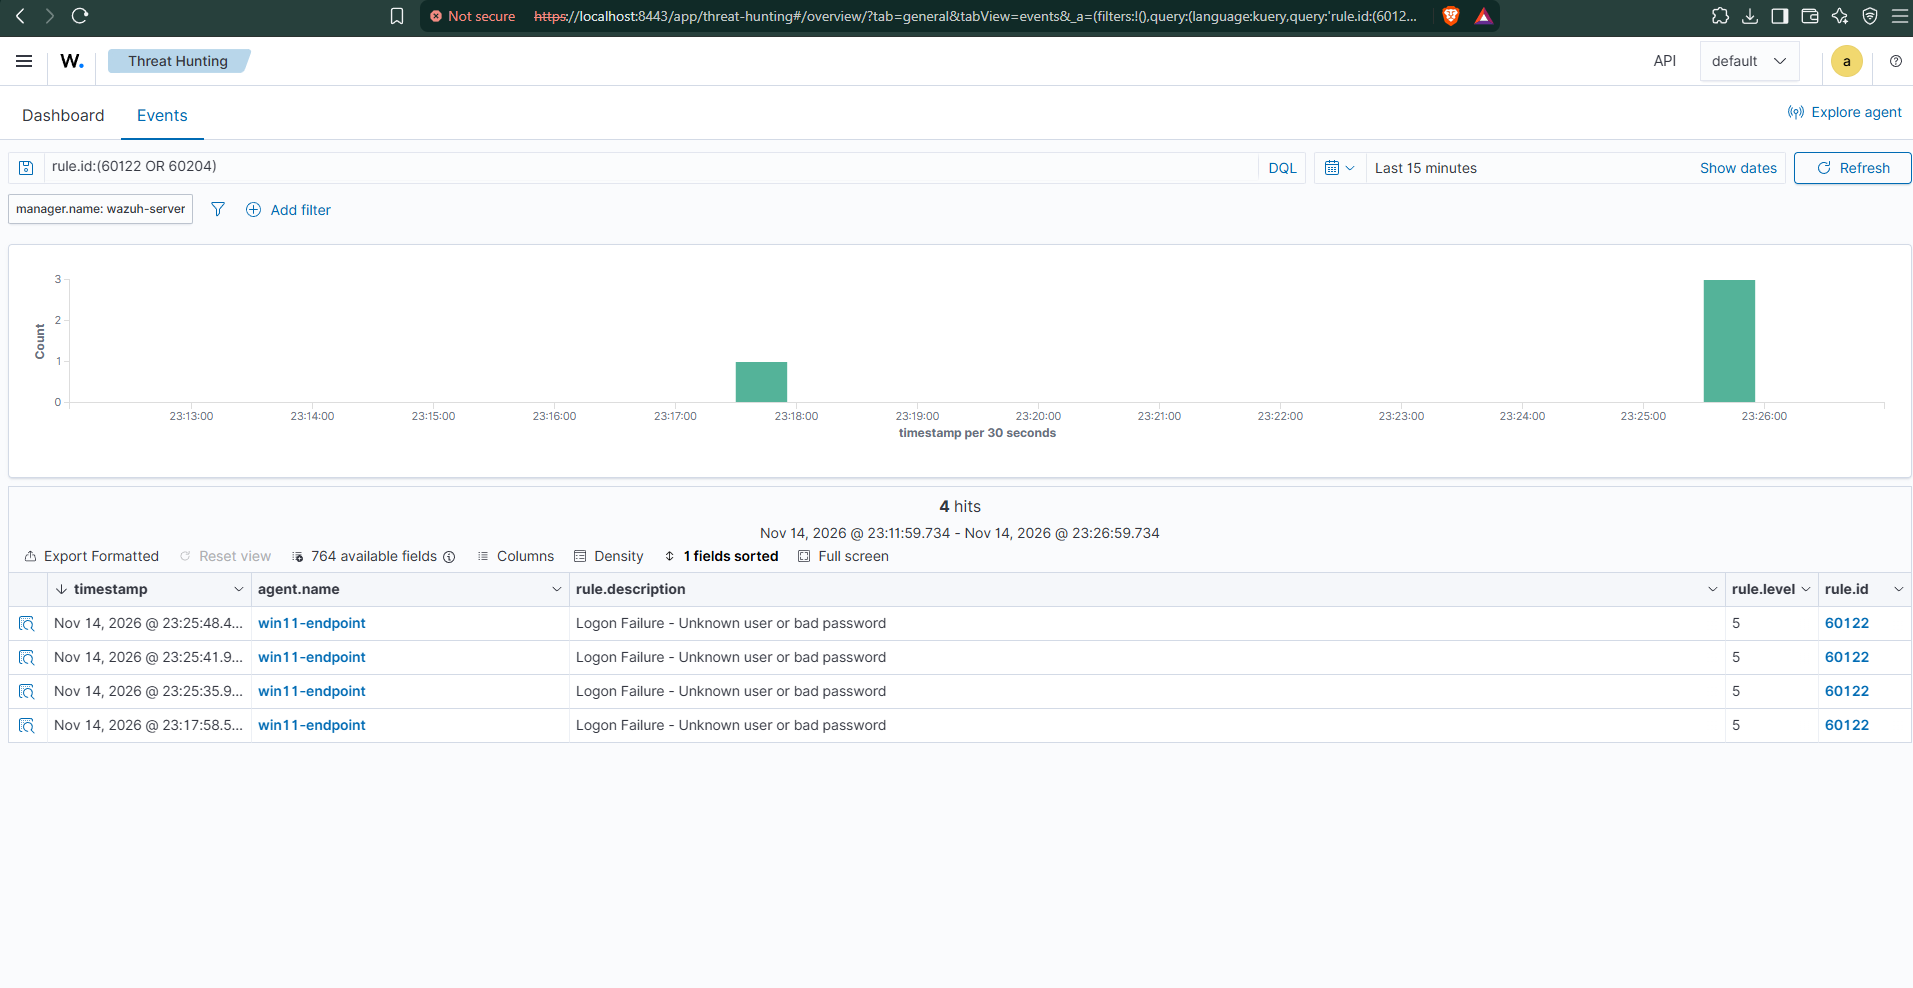 Not secure https://localhost:8443/app/threat-hunting#/overview/?tab=general&tabView=events&_a=(filters:!(),query:(language:kuery,query:'rule.id:(6012...
W. Threat Hunting API default a
Dashboard Events Explore agent
rule.id:(60122 OR 60204) DQL Last 15 minutes Show dates Refresh
manager.name: wazuh-server Add filter
3
2
1
0
Count
23:13:00 23:14:00 23:15:00 23:16:00 23:17:00 23:18:00 23:19:00 23:20:00 23:21:00 23:22:00 23:23:00 23:24:00 23:25:00 23:26:00
timestamp per 30 seconds
4 hits
Nov 14, 2026 @ 23:11:59.734 - Nov 14, 2026 @ 23:26:59.734
Export Formatted Reset view 764 available fields Columns Density 1 fields sorted Full screen
timestamp agent.name rule.description rule.level rule.id
Nov 14, 2026 @ 23:25:48.4... win11-endpoint Logon Failure - Unknown user or bad password 5 60122
Nov 14, 2026 @ 23:25:41.9... win11-endpoint Logon Failure - Unknown user or bad password 5 60122
Nov 14, 2026 @ 23:25:35.9... win11-endpoint Logon Failure - Unknown user or bad password 5 60122
Nov 14, 2026 @ 23:17:58.5... win11-endpoint Logon Failure - Unknown user or bad password 5 60122